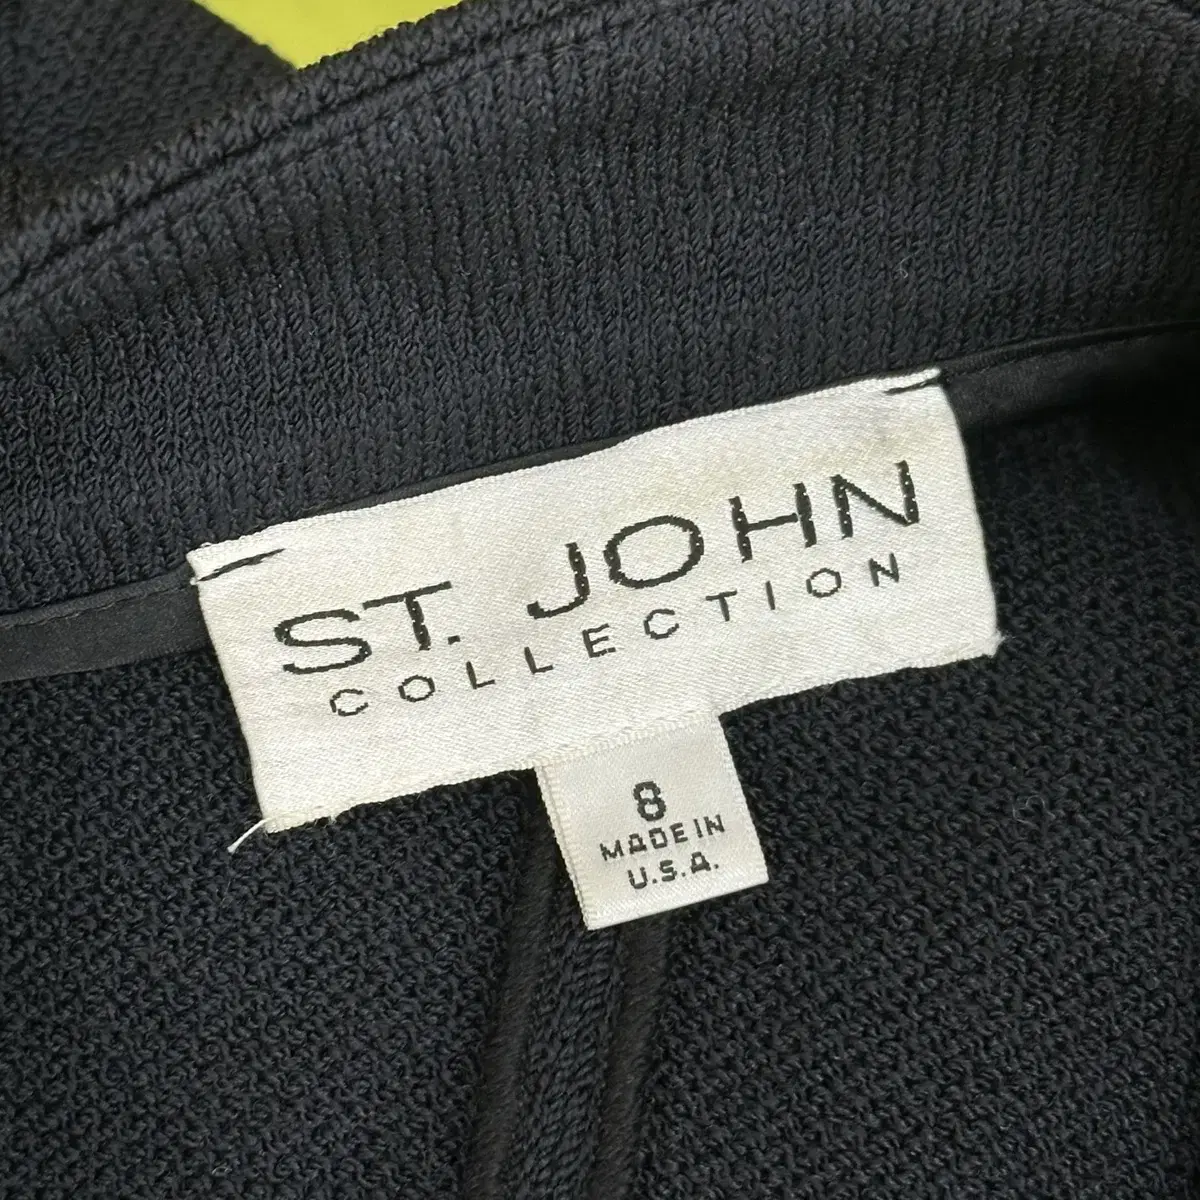 ST. JOHN
COLLECTION
8
MADE IN
U.S.A.